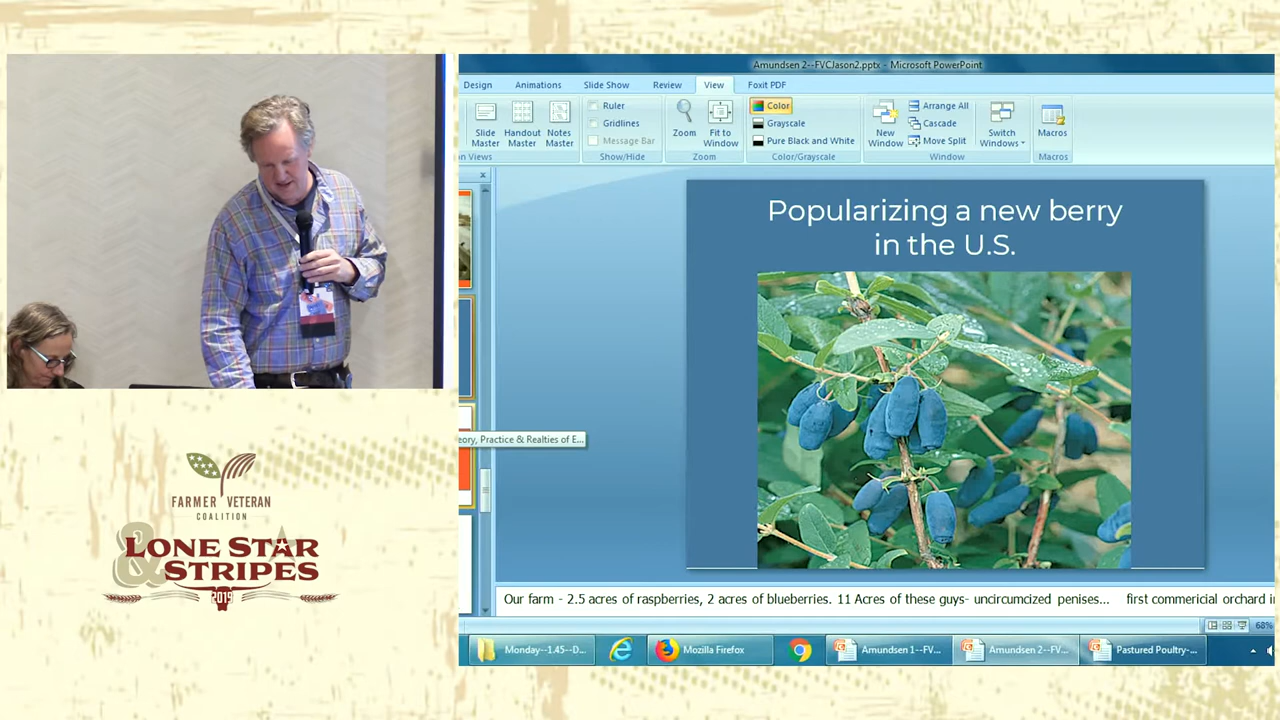 Amundsen 2--FVCJason2.pptx - Microsoft PowerPoint
Design Animations Slide Show Review View Foxit PDF
Slide Master
Handout Master
Notes Master
on Views
Ruler
Gridlines
Message Bar
Show/Hide
Zoom
Fit to Window
Zoom
Color
Grayscale
Pure Black and White
Color/Grayscale
New Window
Arrange All
Cascade
Move Split
Window
Switch Windows
Macros
Macros
Popularizing a new berry
in the U.S.
eory, Practice & Realties of E...
Our farm - 2.5 acres of raspberries, 2 acres of blueberries. 11 Acres of these guys- uncircumcized penises... first commericial orchard in
68%
Monday--1.45--D...
Mozilla Firefox
Amundsen 1--FV...
Amundsen 2--FV...
Pastured Poultry-...
FARMER VETERAN
COALITION
&
LONE STAR
STRIPES
2019